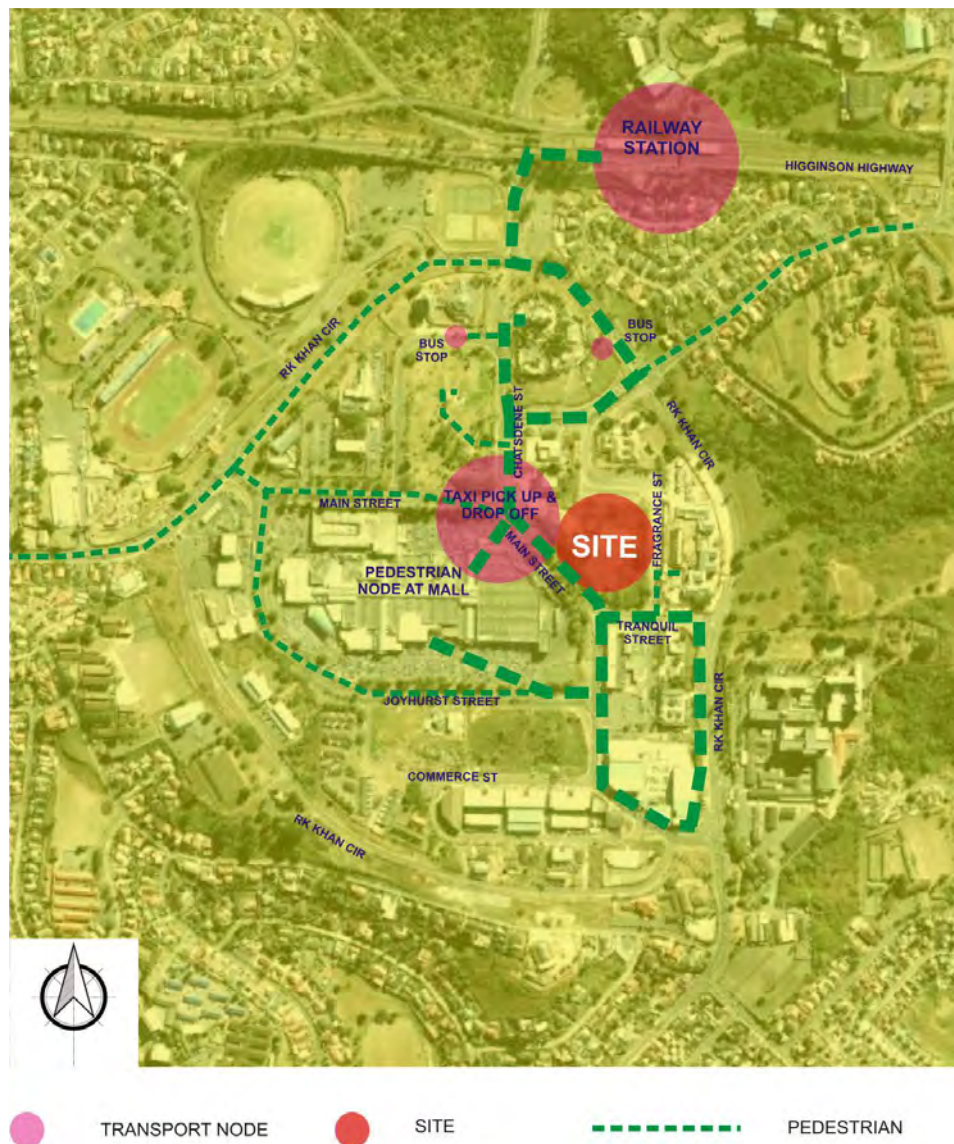 RAILWAY
STATION
HIGGINSON HIGHWAY
RK KHAN CIR
BUS
STOP
BUS
STOP
CHATSDENE ST
RK KHAN CIR
TAXI PICK UP &
DROP OFF
MAIN STREET
MAIN STREET
SITE
FRAGRANCE ST
PEDESTRIAN
NODE AT MALL
TRANQUIL
STREET
JOYHURST STREET
RK KHAN CIR
COMMERCE ST
RK KHAN CIR
TRANSPORT NODE
SITE
PEDESTRIAN